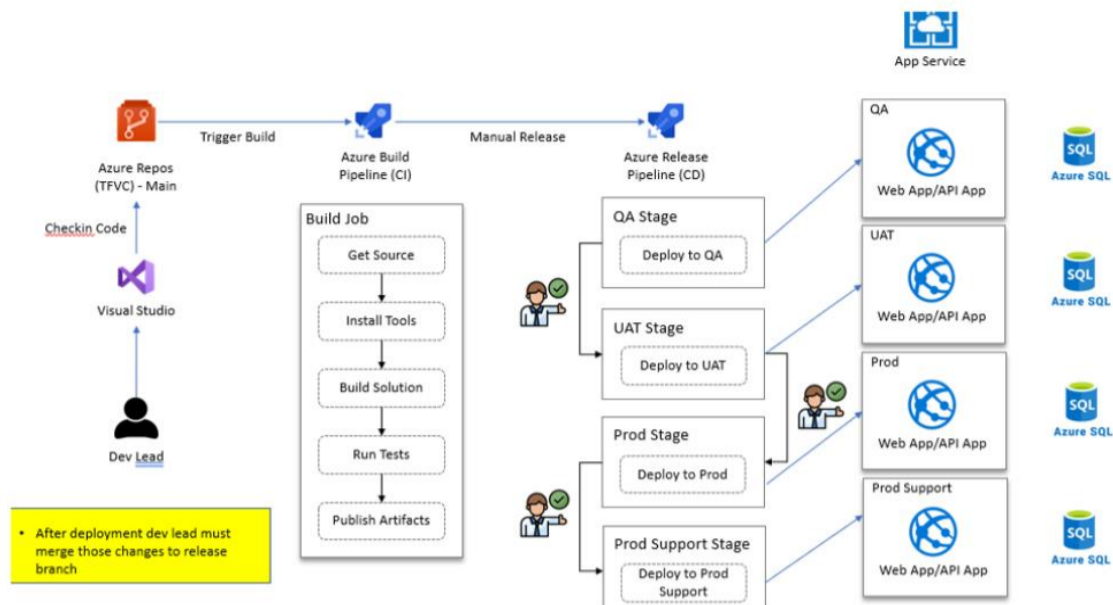 App Service
Trigger Build
Manual Release
Azure Repos
(TFVC) - Main
Azure Build
Pipeline (CI)
Azure Release
Pipeline (CD)
Checkin Code
Visual Studio
Dev Lead
• After deployment dev lead must
merge those changes to release
branch
Build Job
Get Source
Install Tools
Build Solution
Run Tests
Publish Artifacts
QA Stage
Deploy to QA
UAT Stage
Deploy to UAT
Prod Stage
Deploy to Prod
Prod Support Stage
Deploy to Prod
Support
QA
Web App/API App
SQL
Azure SQL
UAT
Web App/API App
SQL
Azure SQL
Prod
Web App/API App
SQL
Azure SQL
Prod Support
Web App/API App
SQL
Azure SQL